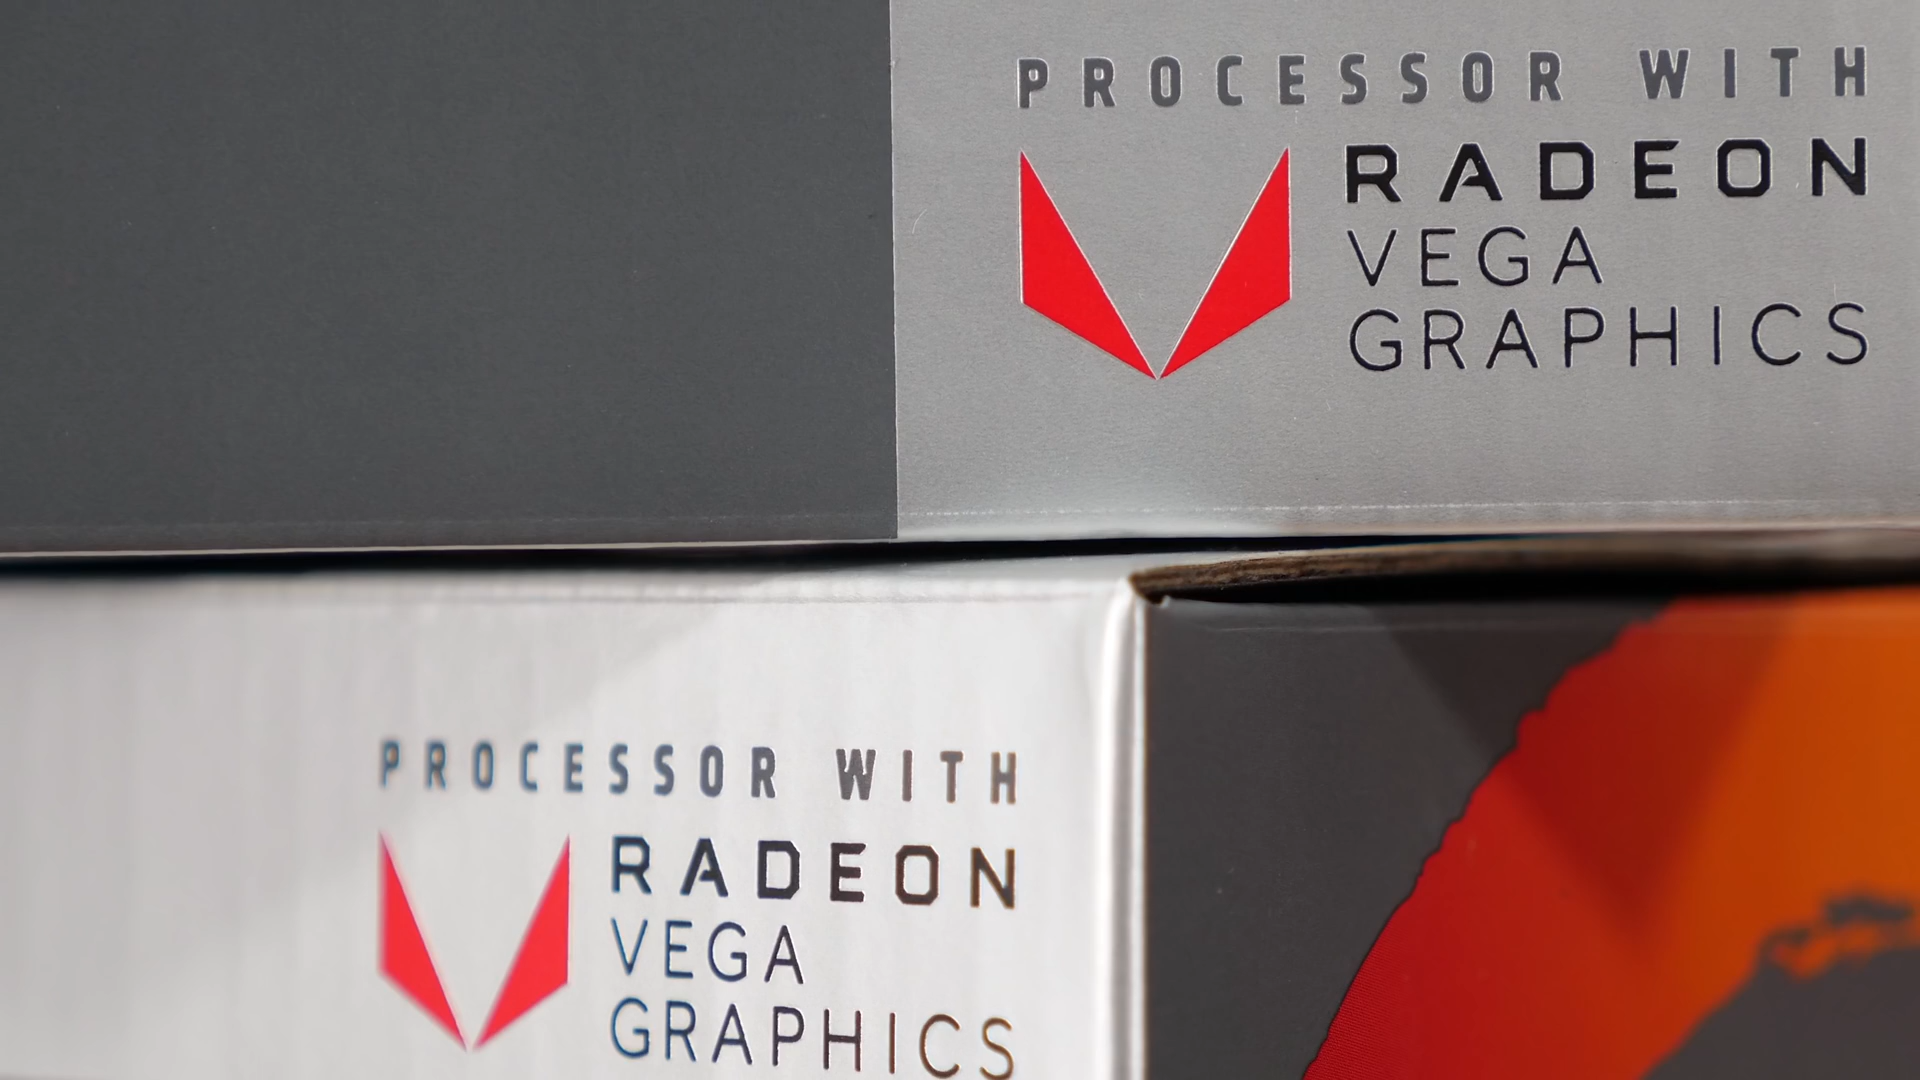 PROCESSOR WITH
RADEON
VEGA
GRAPHICS
PROCESSOR WITH
RADEON
VEGA
GRAPHICS